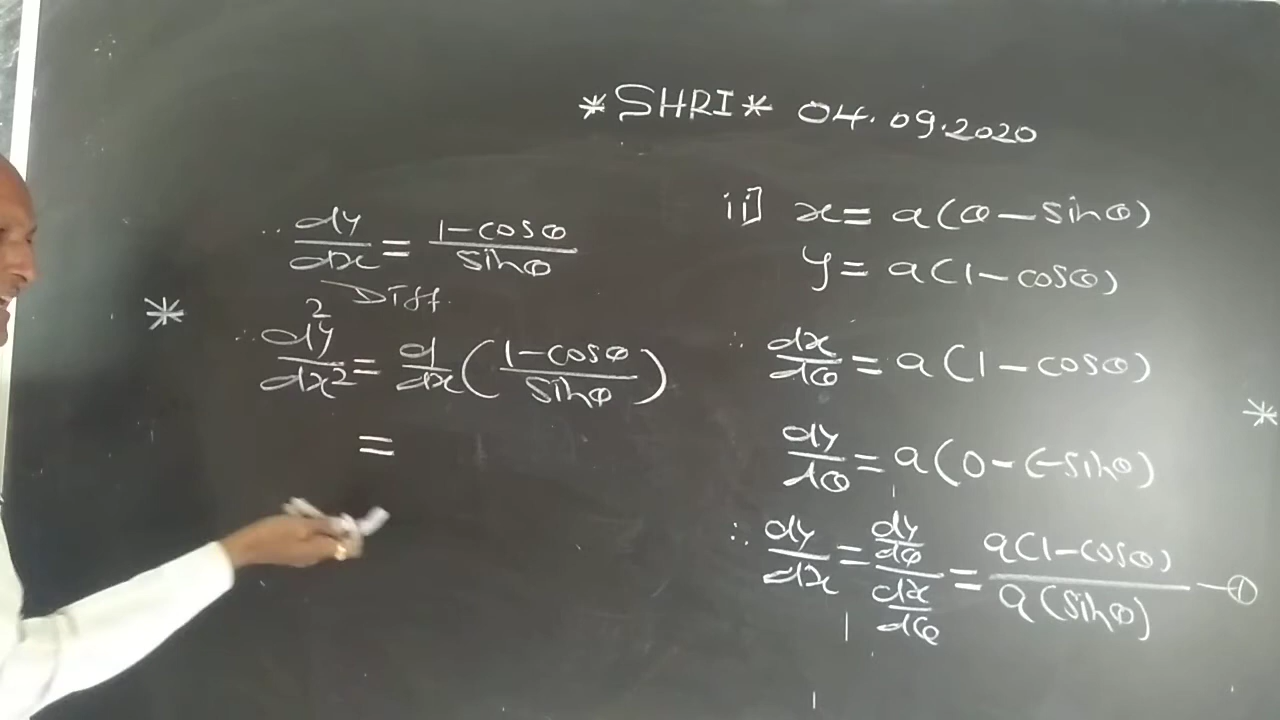 *SHRI* 04.09.2020
ii] x = a(θ - sinθ)
y = a(1 - cosθ)
∴ dx/dθ = a(1 - cosθ)
dy/dθ = a(0 - (-sinθ)
∴ dy/dx = (dy/dθ)/(dx/dθ) = a(1-cosθ)/a(sinθ) — ①
∴ dy/dx = (1-cosθ)/sinθ
Diff.
* ∴ d²y/dx² = d/dx((1-cosθ)/sinθ)
=
*